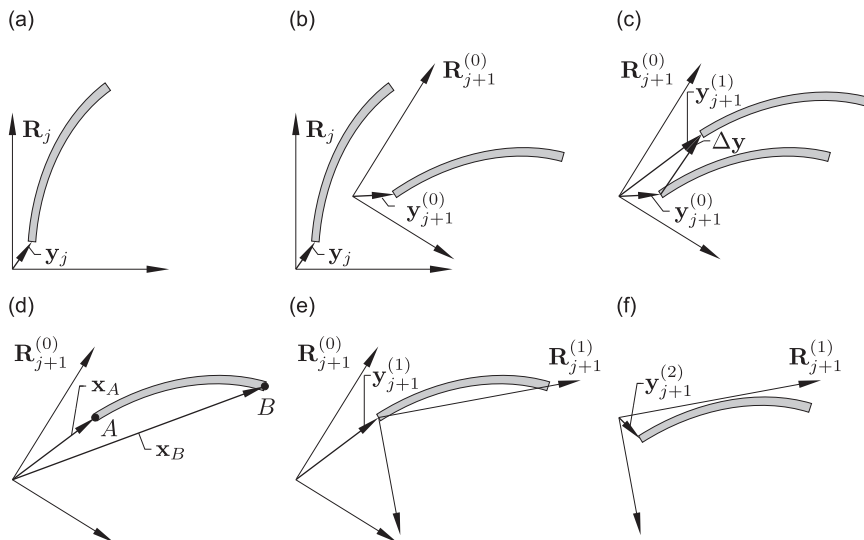 (a)
R_j
y_j
(b)
R_{j+1}^{(0)}
R_j
y_{j+1}^{(0)}
y_j
(c)
R_{j+1}^{(0)}
y_{j+1}^{(1)}
Δy
y_{j+1}^{(0)}
(d)
R_{j+1}^{(0)}
x_A
A
B
x_B
(e)
R_{j+1}^{(0)}
y_{j+1}^{(1)}
R_{j+1}^{(1)}
(f)
R_{j+1}^{(1)}
y_{j+1}^{(2)}